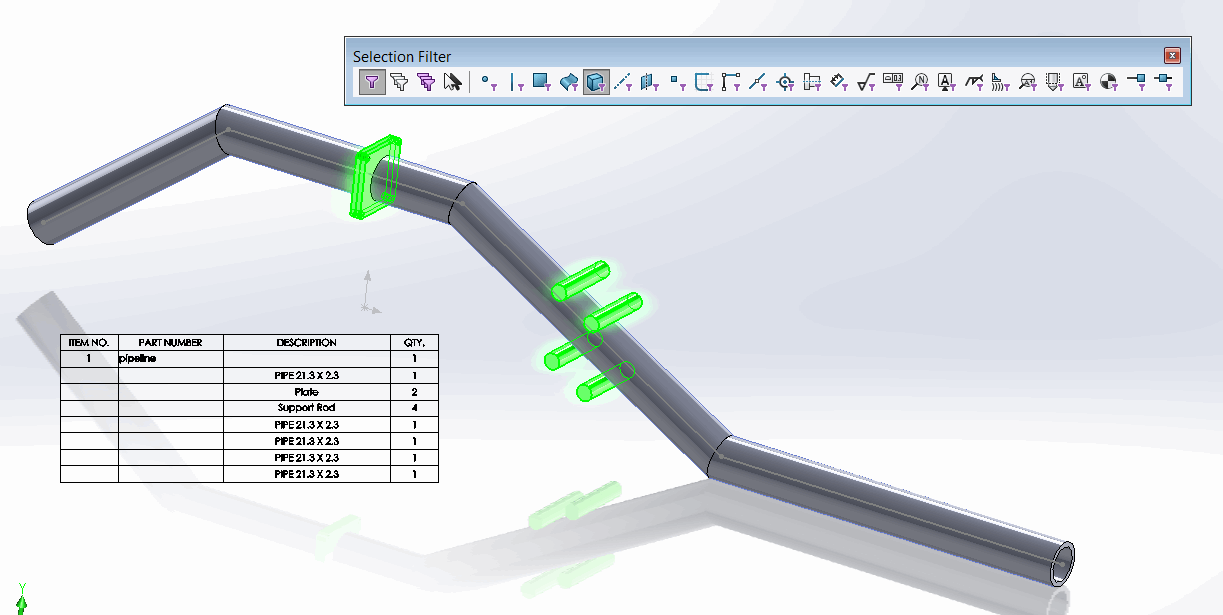 Selection Filter
ITEM NO. PART NUMBER DESCRIPTION QTY.
1 pipeline 1
PIPE 21.3 X 2.3 1
Plate 2
Support Rod 4
PIPE 21.3 X 2.3 1
PIPE 21.3 X 2.3 1
PIPE 21.3 X 2.3 1
PIPE 21.3 X 2.3 1
Y